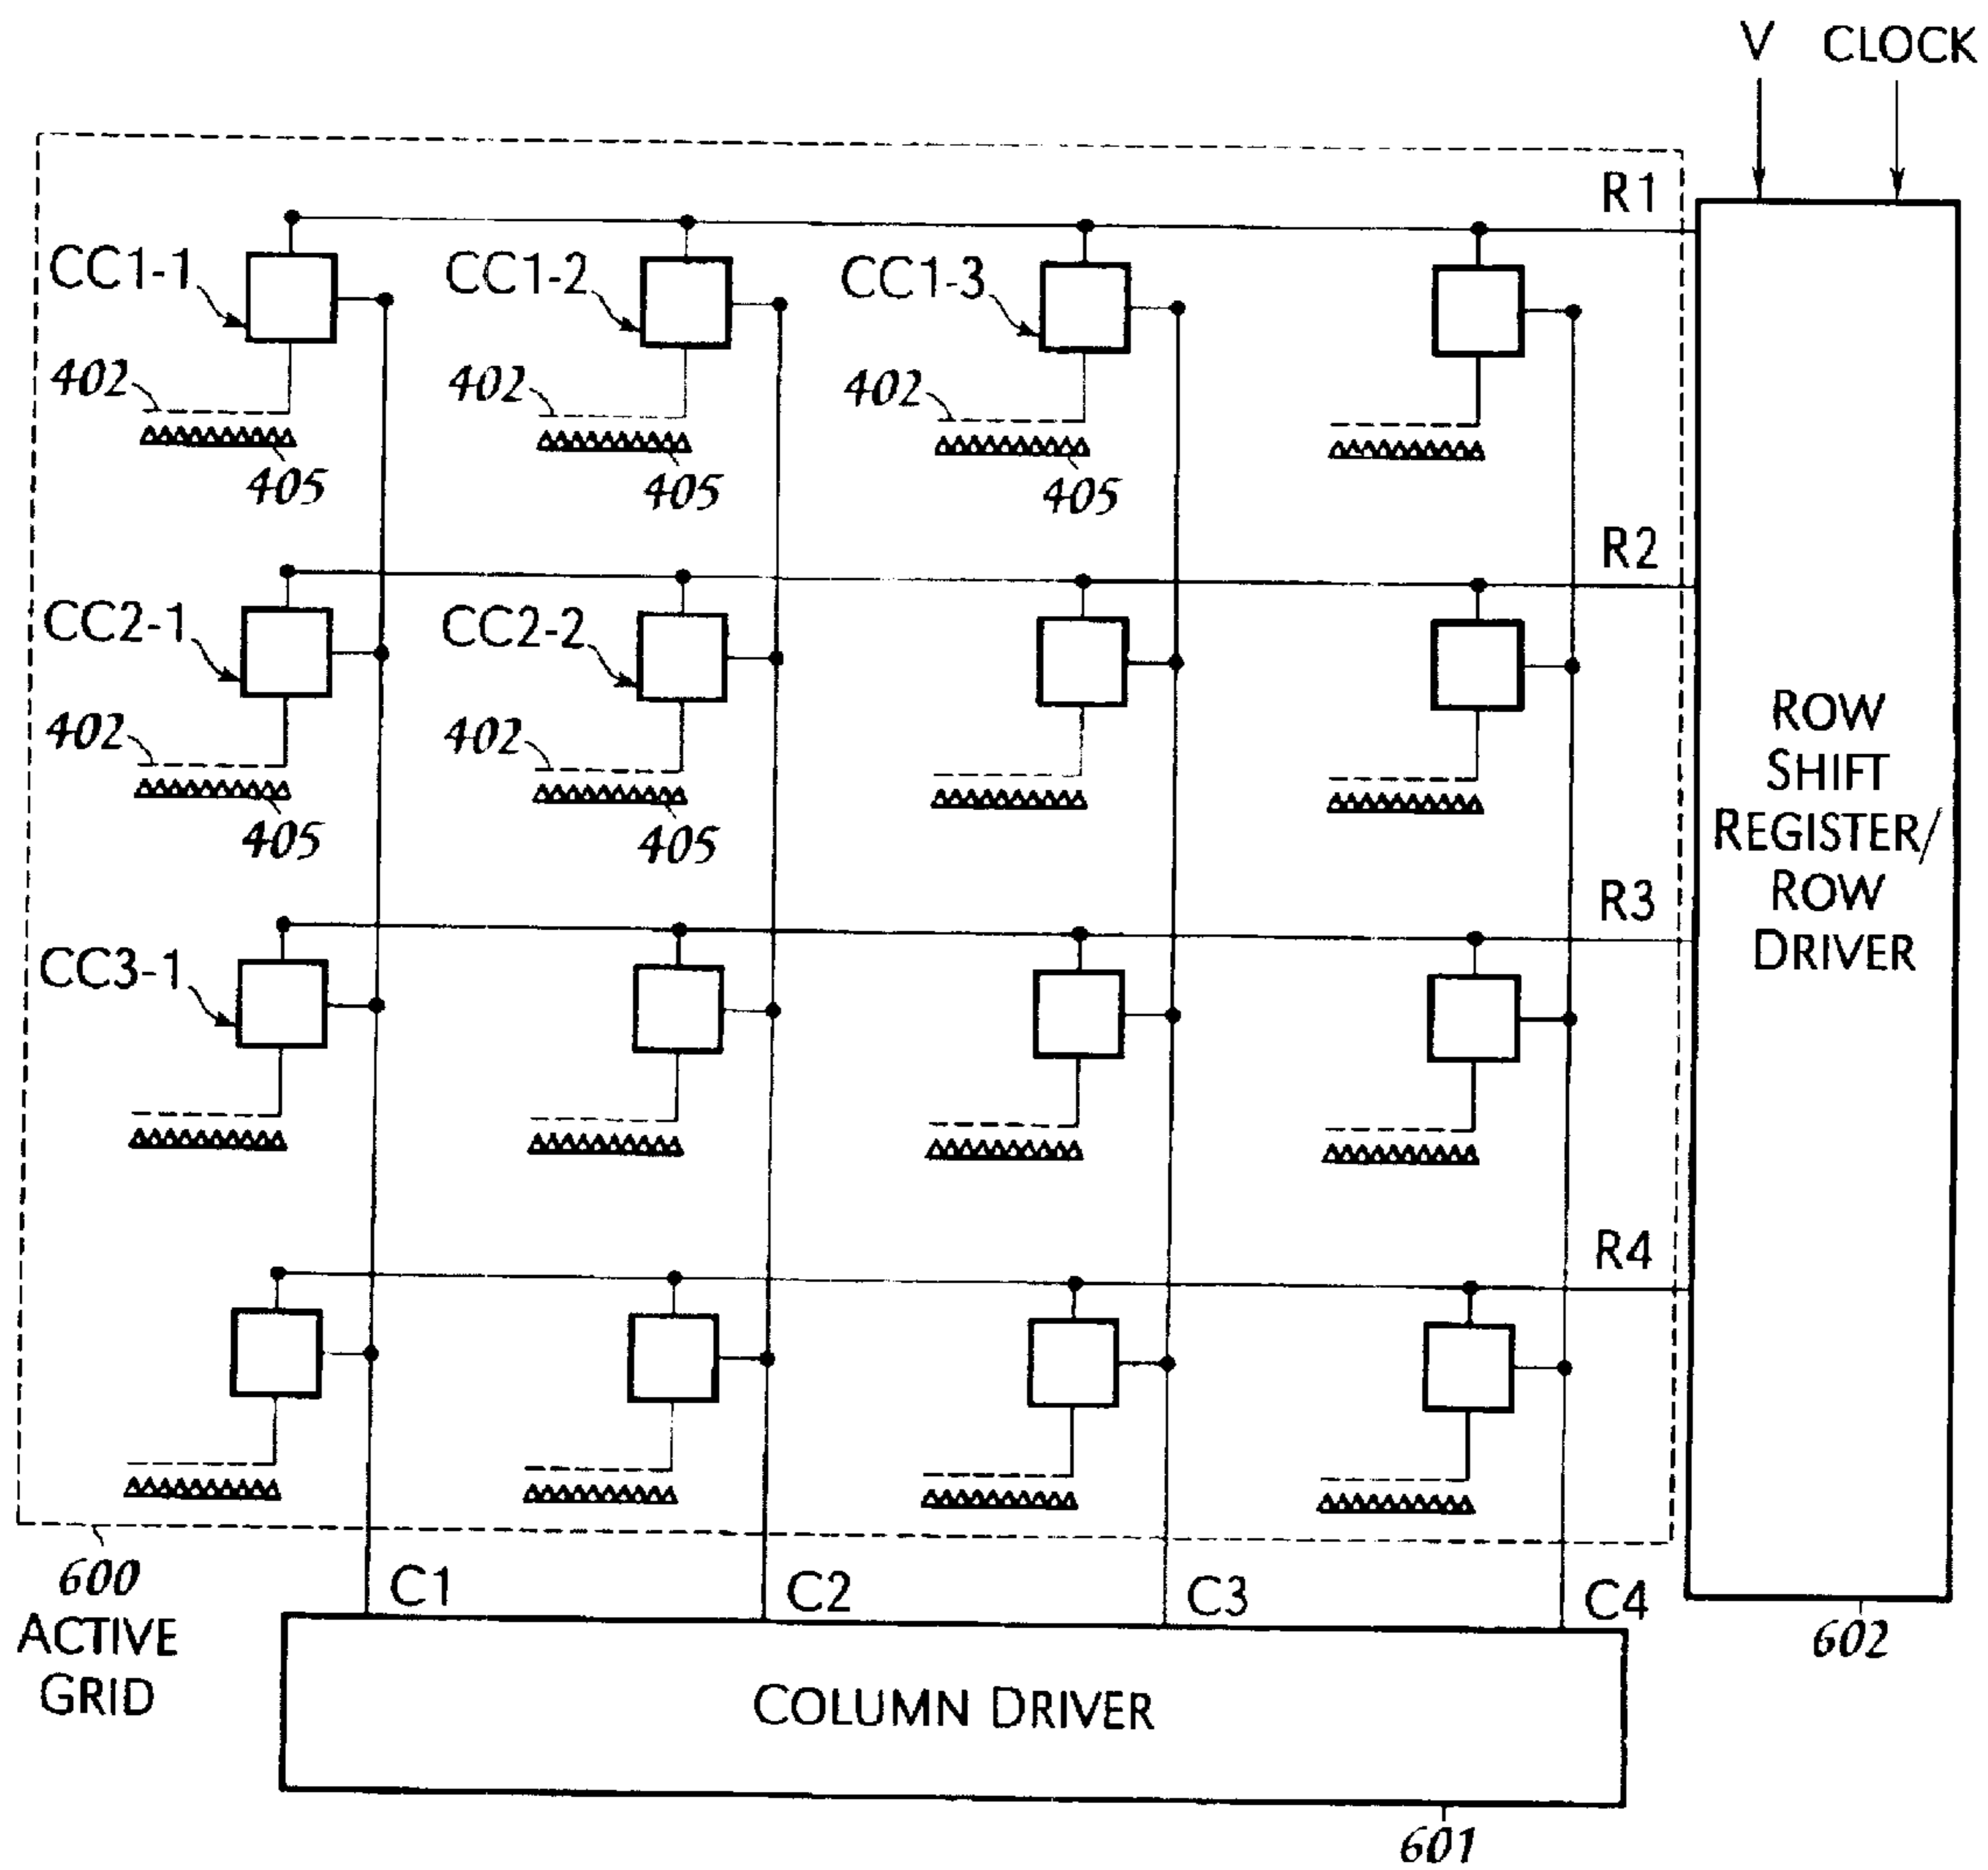 V CLOCK
R1
CC1-1 CC1-2 CC1-3
402 402 402
405 405 405
R2
CC2-1 CC2-2
402 402
405 405
ROW
SHIFT
REGISTER/
ROW
DRIVER
R3
CC3-1
R4
600
ACTIVE
GRID
C1 C2 C3 C4
602
COLUMN DRIVER
601